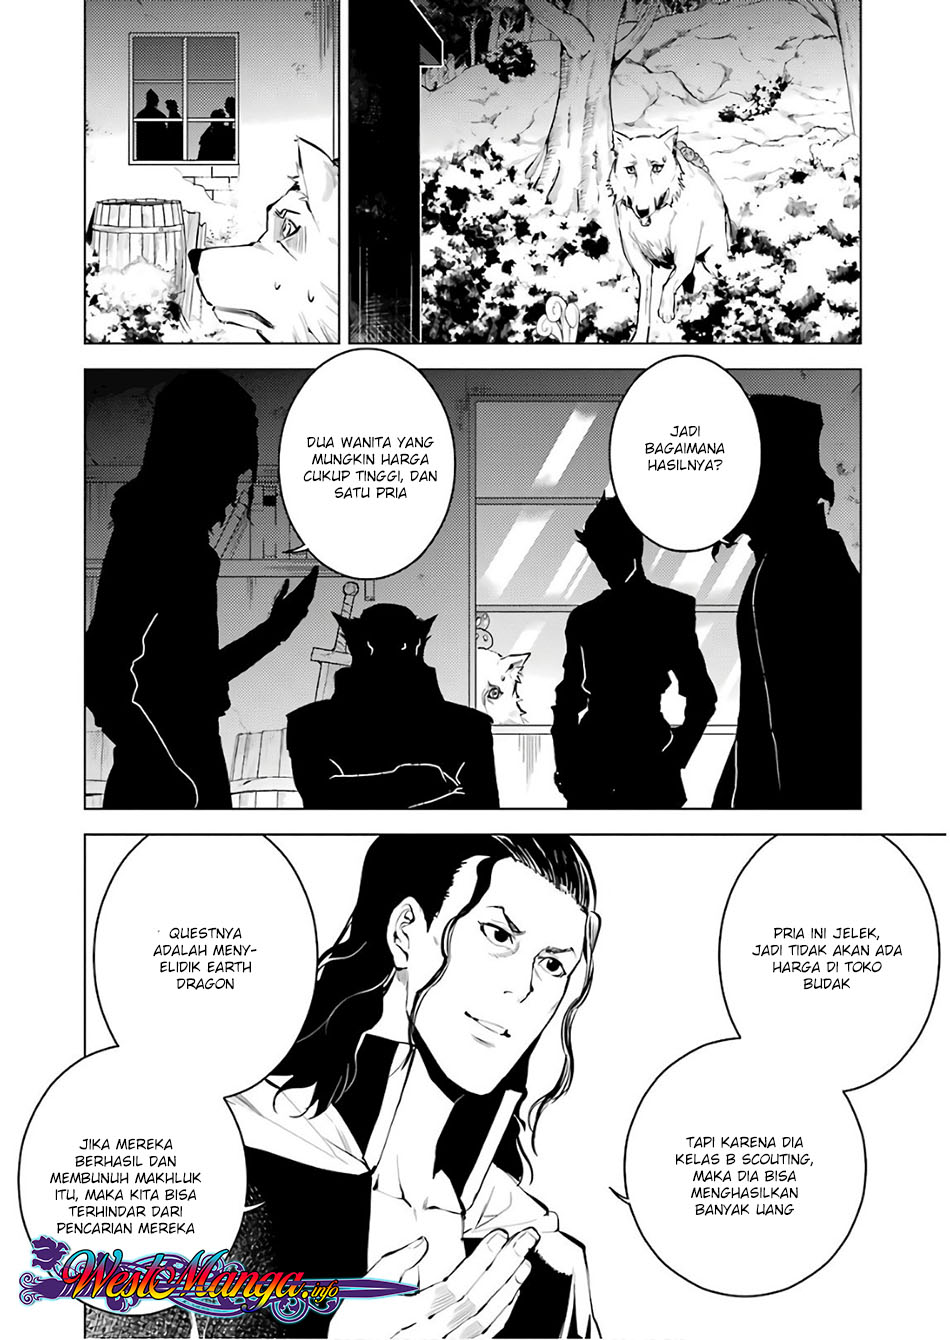 JADI
BAGAIMANA
HASILNYA?
DUA WANITA YANG
MUNGKIN HARGA
CUKUP TINGGI, DAN
SATU PRIA
PRIA INI JELEK,
JADI TIDAK AKAN ADA
HARGA DI TOKO
BUDAK
TAPI KARENA DIA
KELAS B SCOUTING,
MAKA DIA BISA
MENGHASILKAN
BANYAK UANG
QUESTNYA
ADALAH MENY-
ELIDIK EARTH
DRAGON
JIKA MEREKA
BERHASIL DAN
MEMBUNUH MAKHLUK
ITU, MAKA KITA BISA
TERHINDAR DARI
PENCARIAN MEREKA
WestManga.info